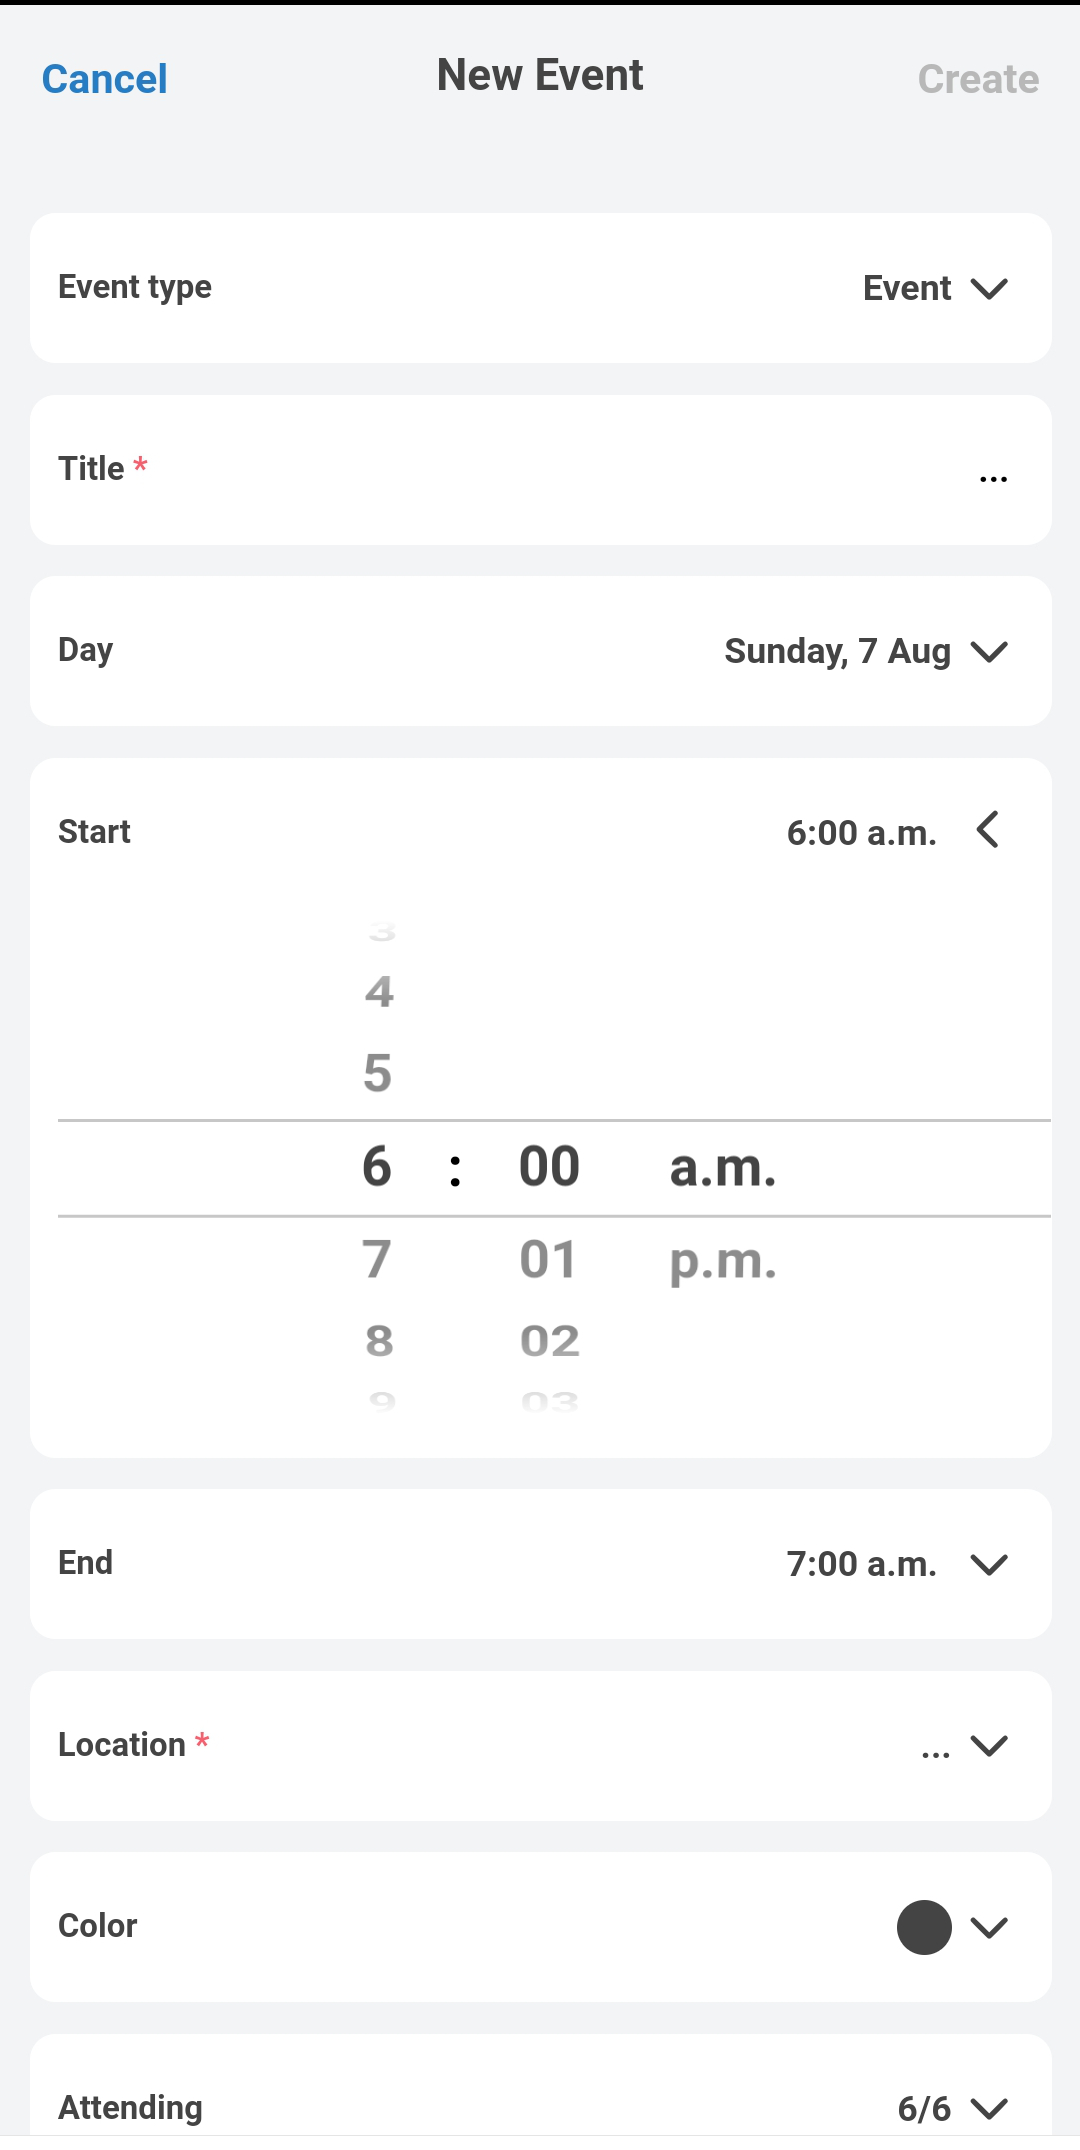 Cancel New Event Create
Event type Event
Title * ...
Day Sunday, 7 Aug
Start 6:00 a.m.
3
4
5
6 : 00 a.m.
7 01 p.m.
8 02
9 03
End 7:00 a.m.
Location * ...
Color
Attending 6/6